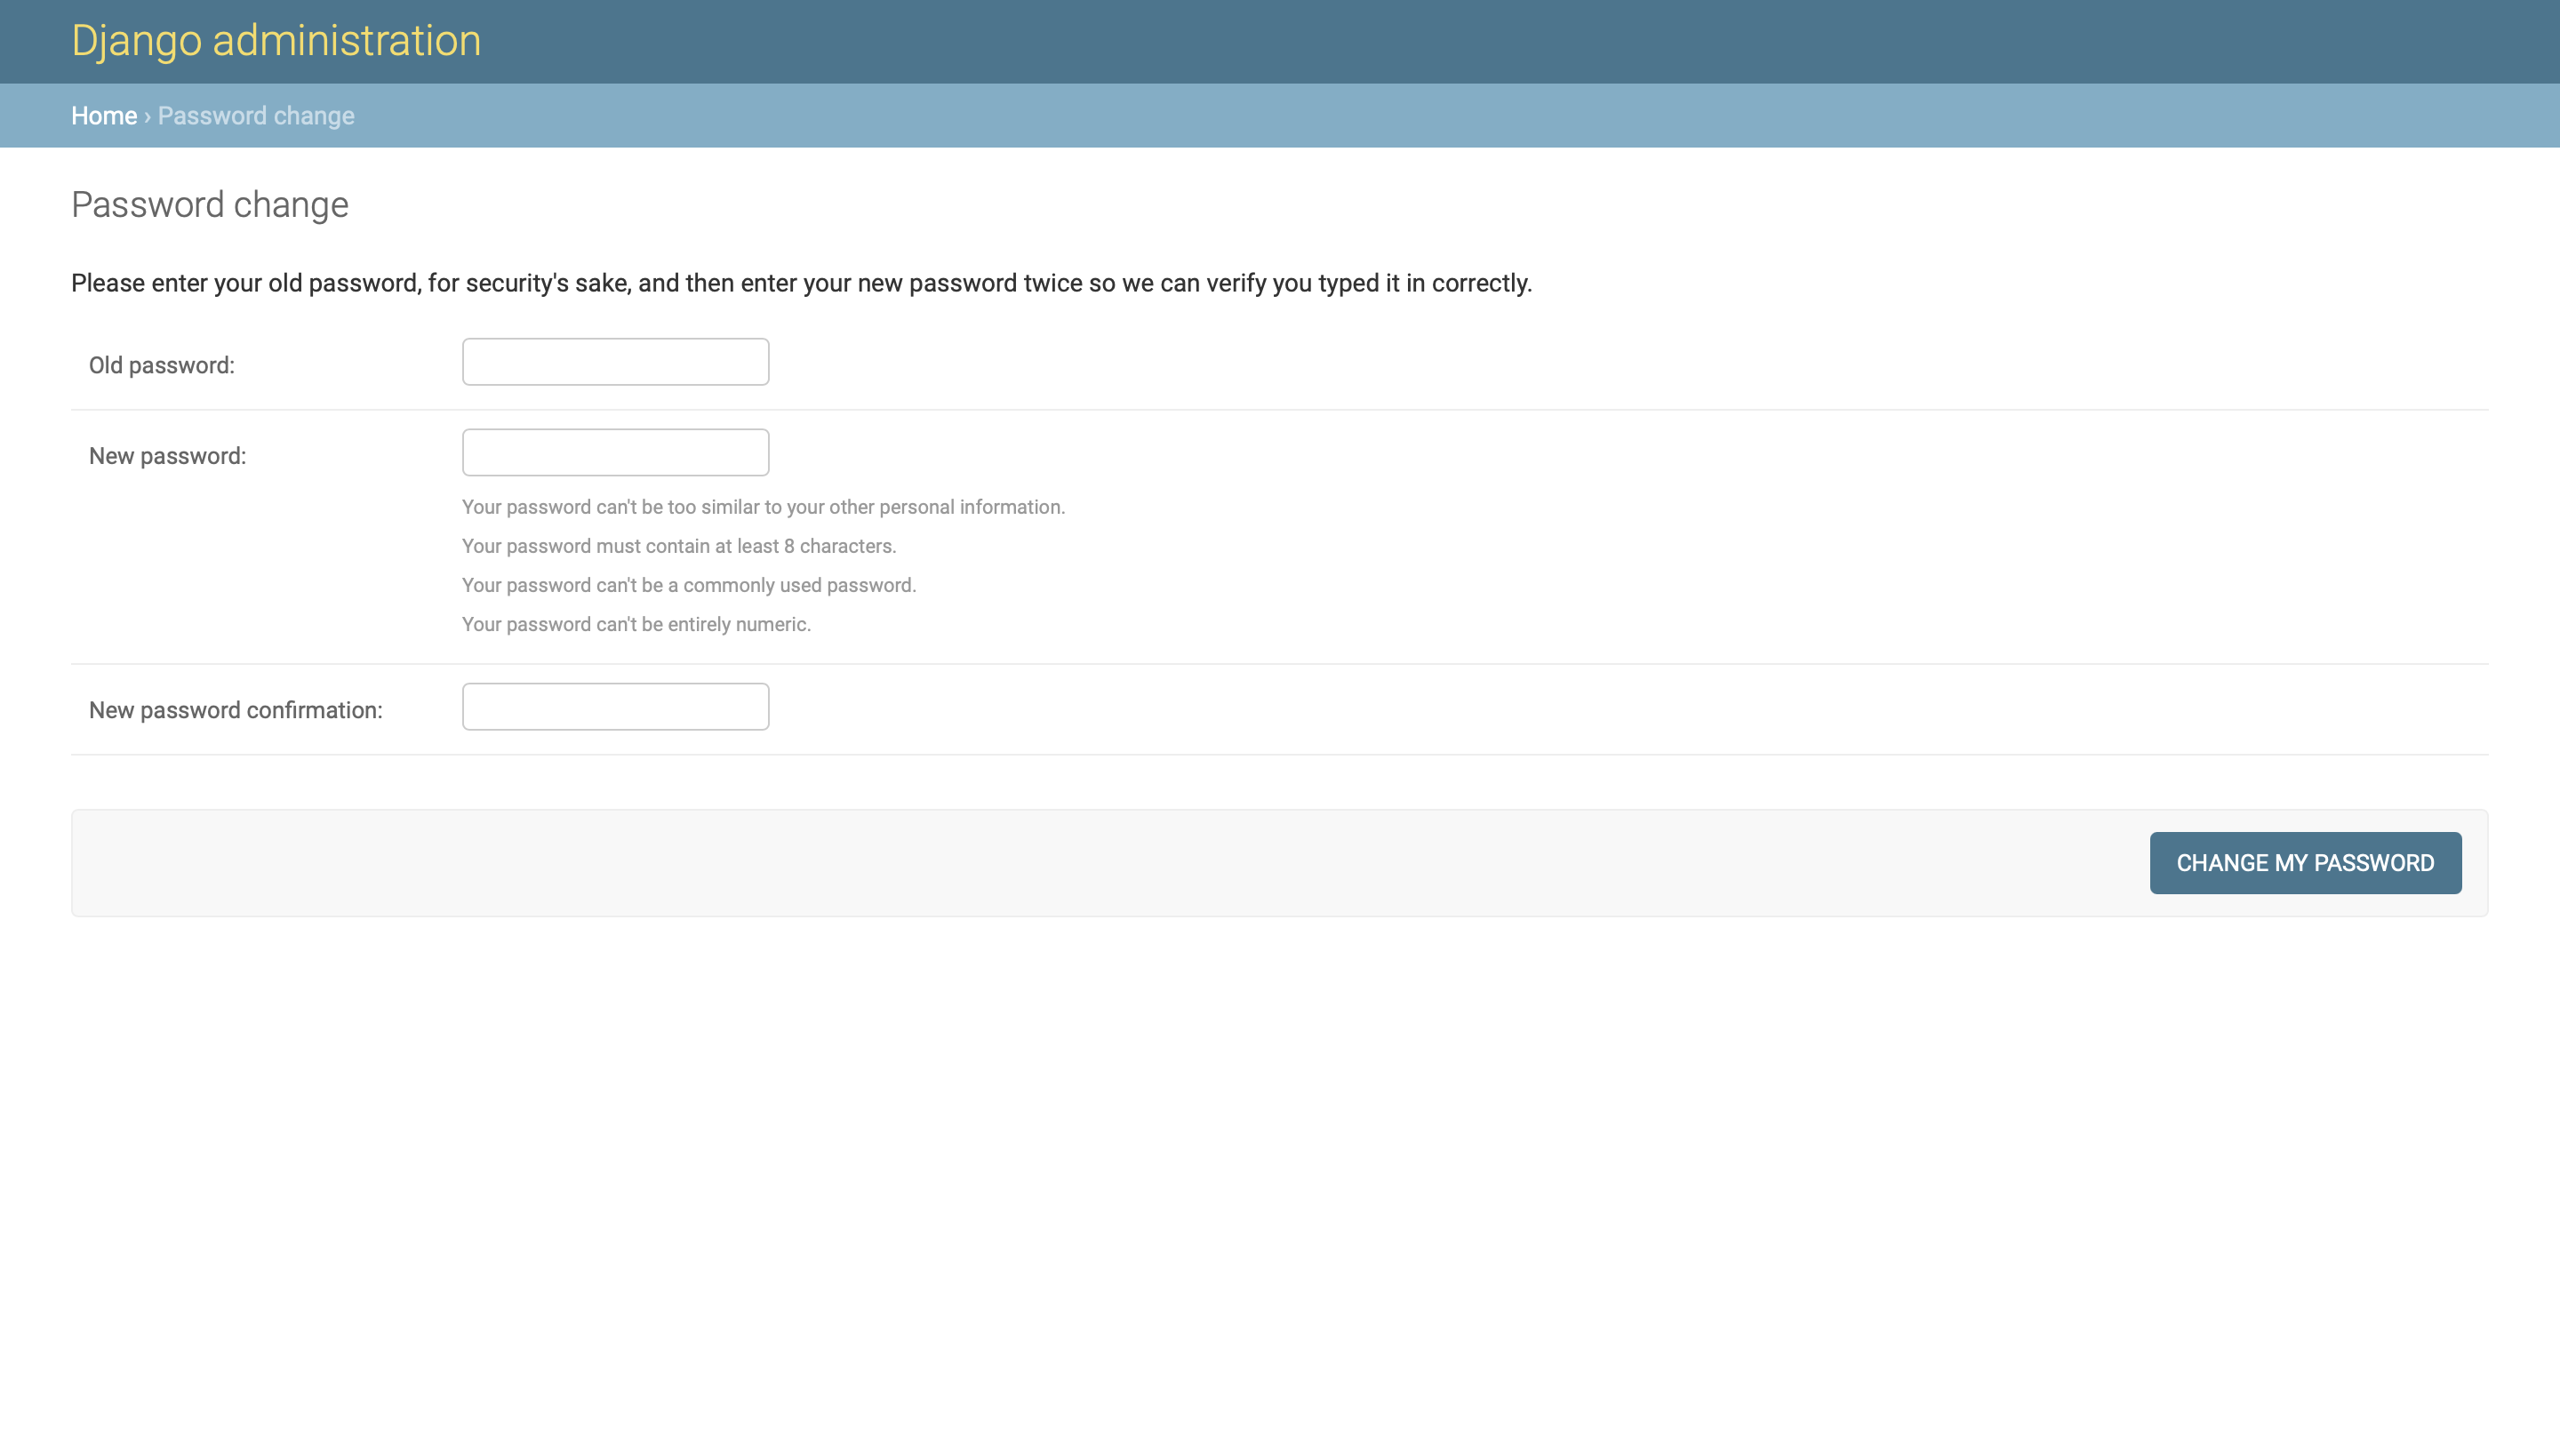 Django administration
Home › Password change
Password change
Please enter your old password, for security's sake, and then enter your new password twice so we can verify you typed it in correctly.
Old password:
New password:
Your password can't be too similar to your other personal information.
Your password must contain at least 8 characters.
Your password can't be a commonly used password.
Your password can't be entirely numeric.
New password confirmation:
CHANGE MY PASSWORD